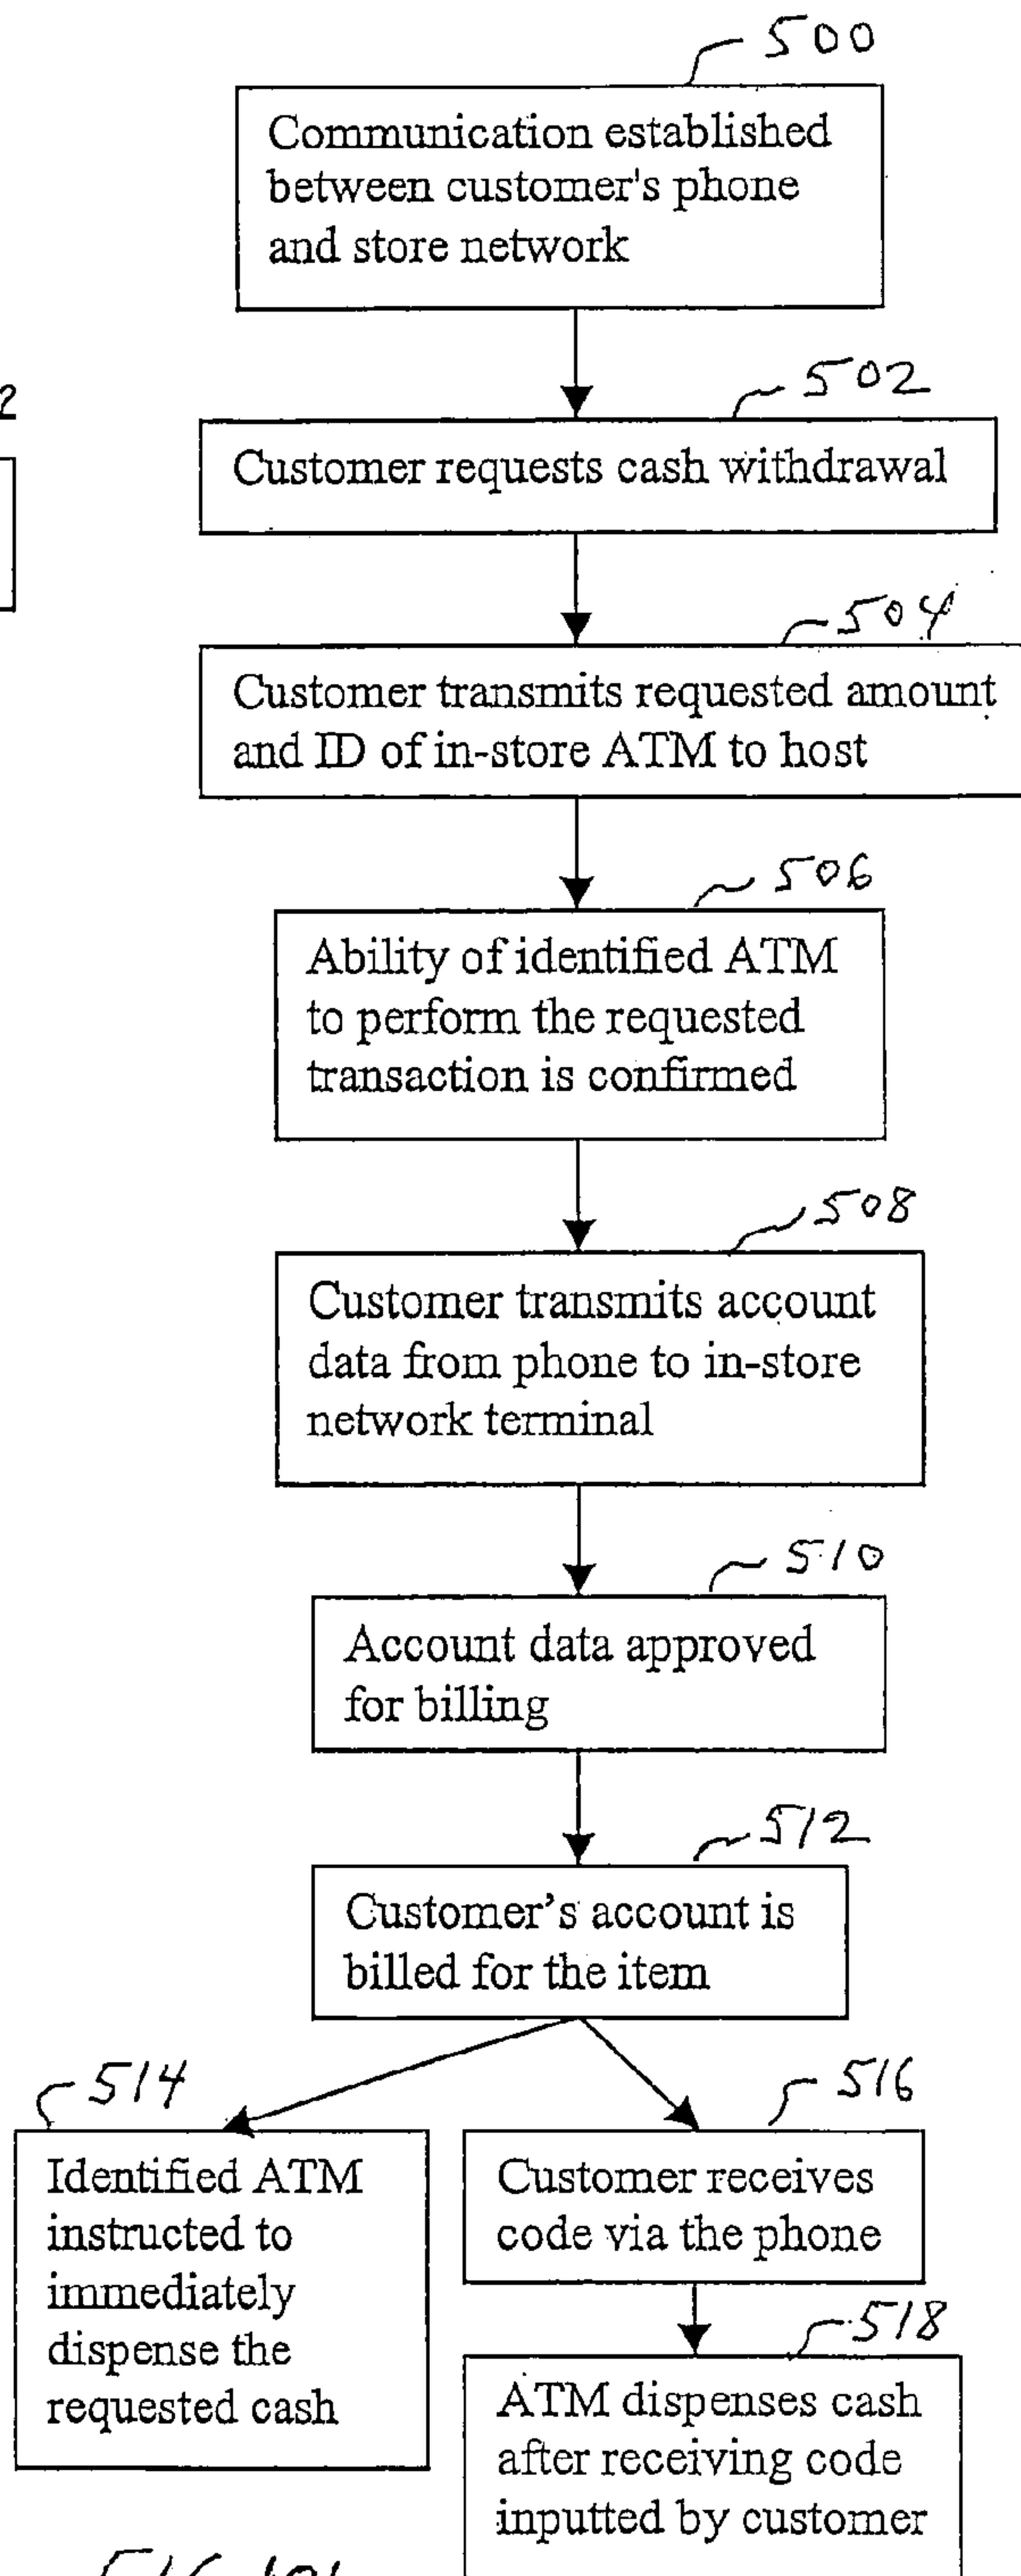 500
Communication established
between customer's phone
and store network
2
502
Customer requests cash withdrawal
504
Customer transmits requested amount
and ID of in-store ATM to host
506
Ability of identified ATM
to perform the requested
transaction is confirmed
508
Customer transmits account
data from phone to in-store
network terminal
510
Account data approved
for billing
512
Customer’s account is
billed for the item
514
Identified ATM
instructed to
immediately
dispense the
requested cash
516
Customer receives
code via the phone
518
ATM dispenses cash
after receiving code
inputted by customer